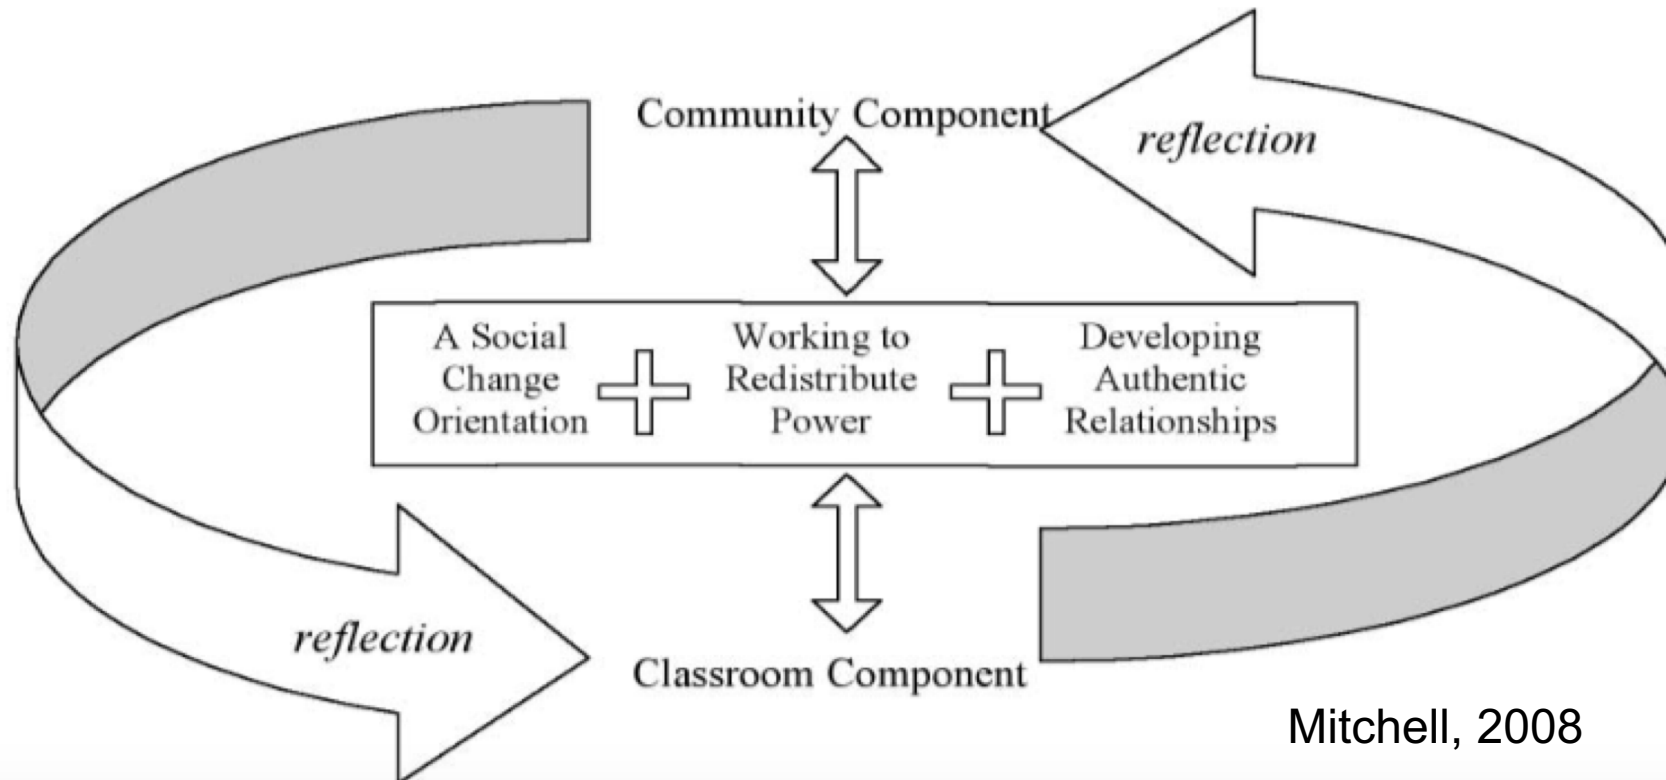 Community Component
reflection
A Social
Change
Orientation
Working to
Redistribute
Power
Developing
Authentic
Relationships
reflection
Classroom Component
Mitchell, 2008